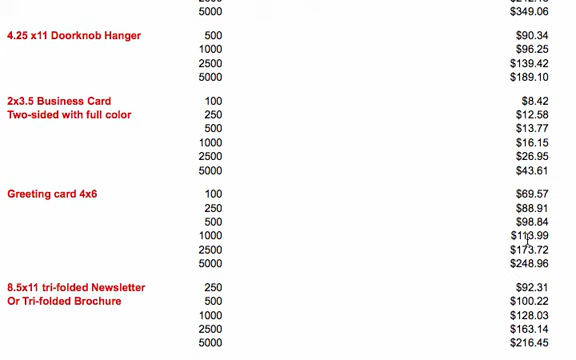 5000 $349.06
4.25 x11 Doorknob Hanger 500 $90.34
1000 $96.25
2500 $139.42
5000 $189.10
2x3.5 Business Card 100 $8.42
Two-sided with full color 250 $12.58
500 $13.77
1000 $16.15
2500 $26.95
5000 $43.61
Greeting card 4x6 100 $69.57
250 $88.91
500 $98.84
1000 $113.99
2500 $173.72
5000 $248.96
8.5x11 tri-folded Newsletter 250 $92.31
Or Tri-folded Brochure 500 $100.22
1000 $128.03
2500 $163.14
5000 $216.45